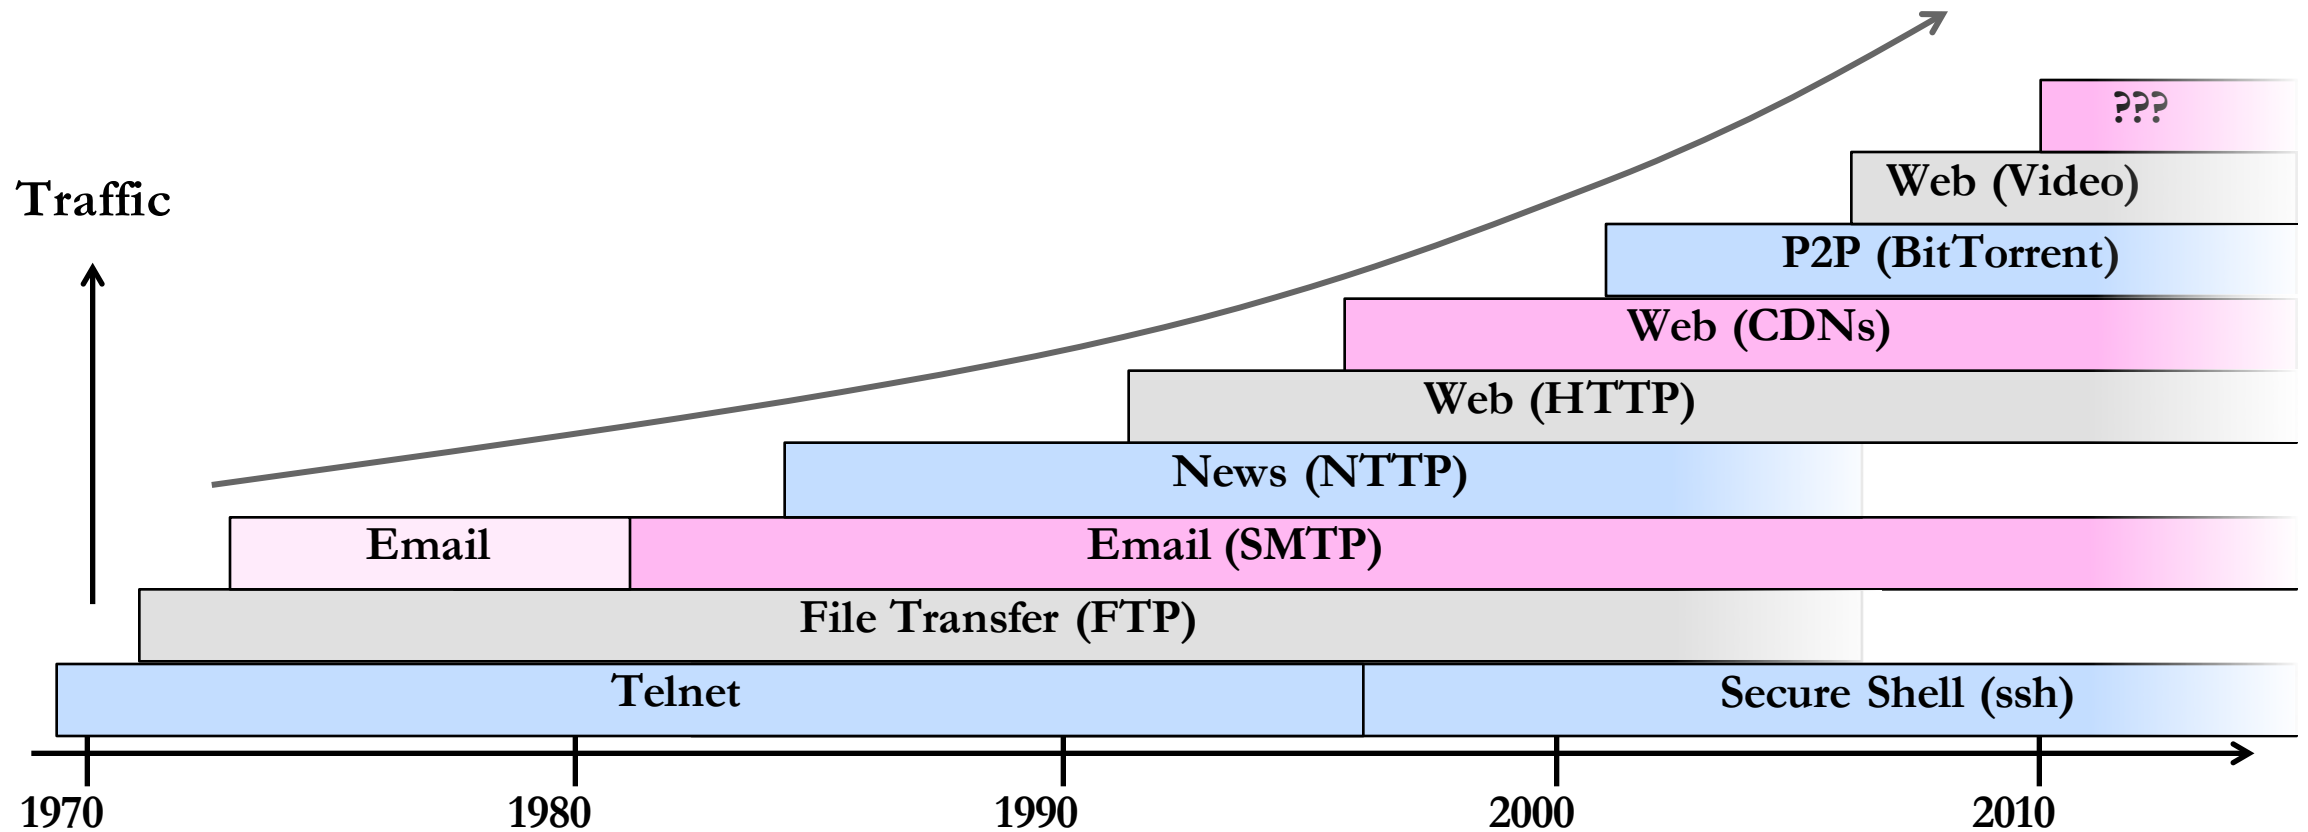 ???
Web (Video)
Traffic
P2P (BitTorrent)
Web (CDNs)
Web (HTTP)
News (NTTP)
Email
Email (SMTP)
File Transfer (FTP)
Telnet
Secure Shell (ssh)
1970
1980
1990
2000
2010